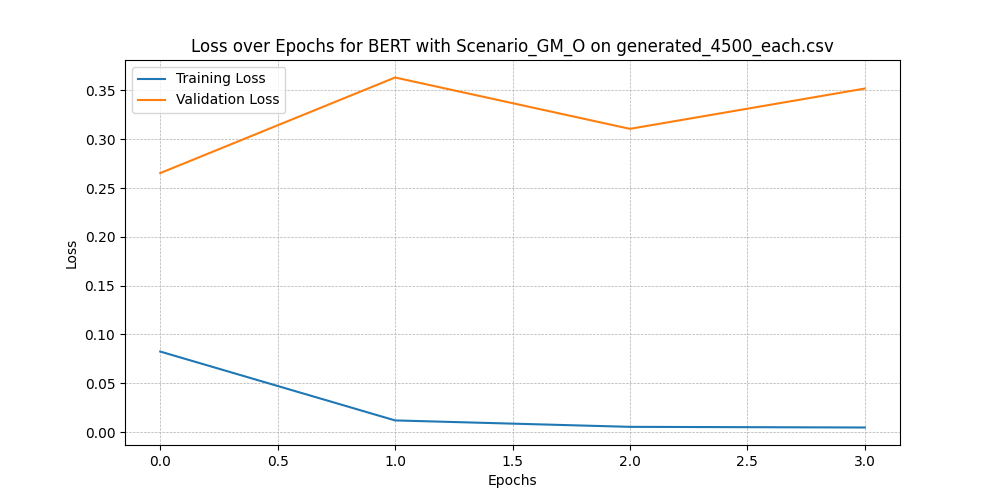 Loss over Epochs for BERT with Scenario_GM_O on generated_4500_each.csv
Training Loss
Validation Loss
0.35
0.30
0.25
0.20
0.15
0.10
0.05
0.00
Loss
0.0 0.5 1.0 1.5 2.0 2.5 3.0
Epochs